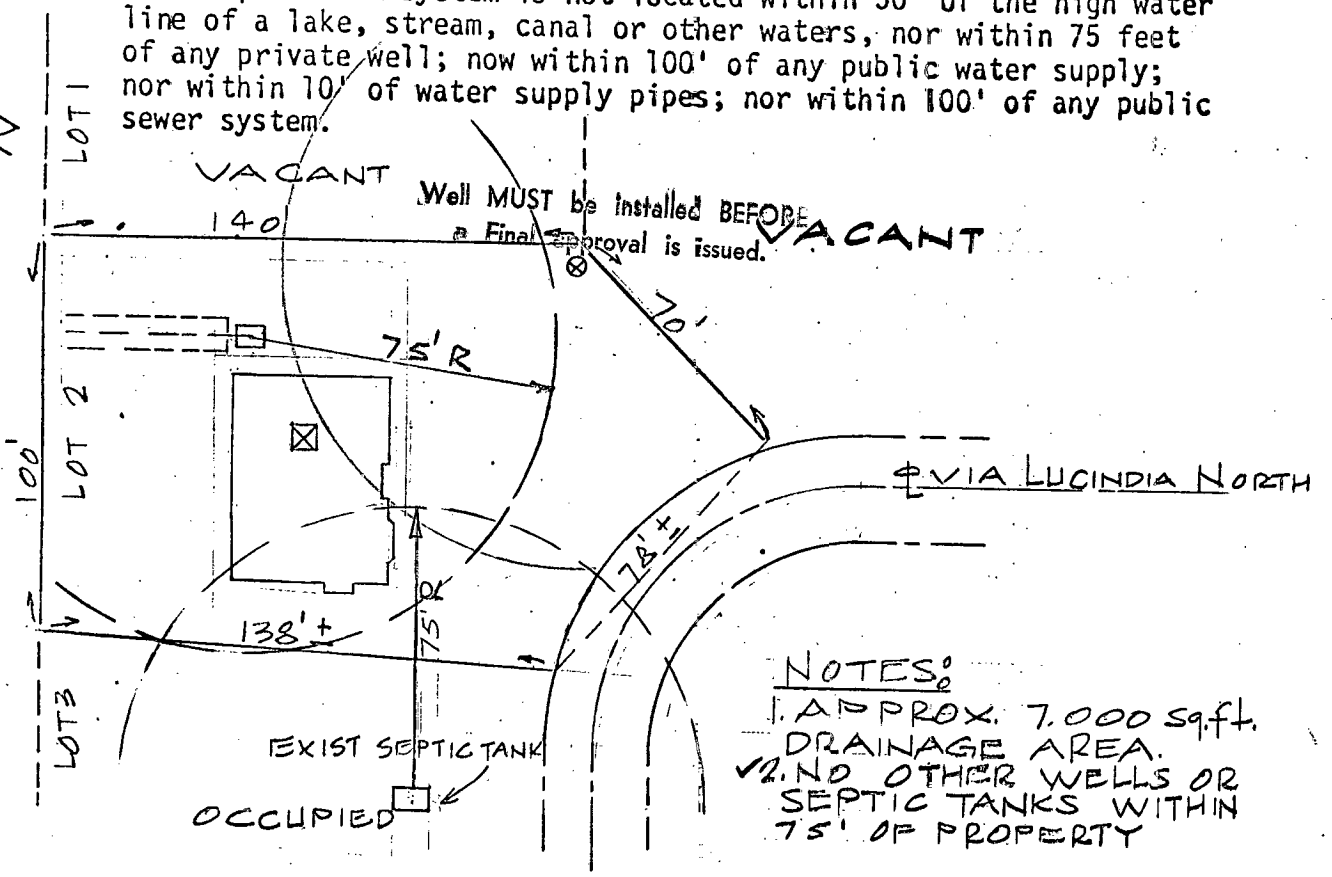 line of a lake, stream, canal or other waters, nor within 75 feet
of any private well; now within 100' of any public water supply;
nor within 10' of water supply pipes; nor within 100' of any public
sewer system.
LOT 1
VACANT
Well MUST be Installed BEFORE
a Final approval is issued.
VACANT
140
70'
75' R
LOT 2
100'
℄ VIA LUCINDIA NORTH
78' ±
75' R
138' ±
LOT 3
EXIST SEPTIC TANK
OCCUPIED
NOTES:
1. APPROX. 7.000 sq.ft.
DRAINAGE AREA.
✓2. NO OTHER WELLS OR
SEPTIC TANKS WITHIN
75' OF PROPERTY